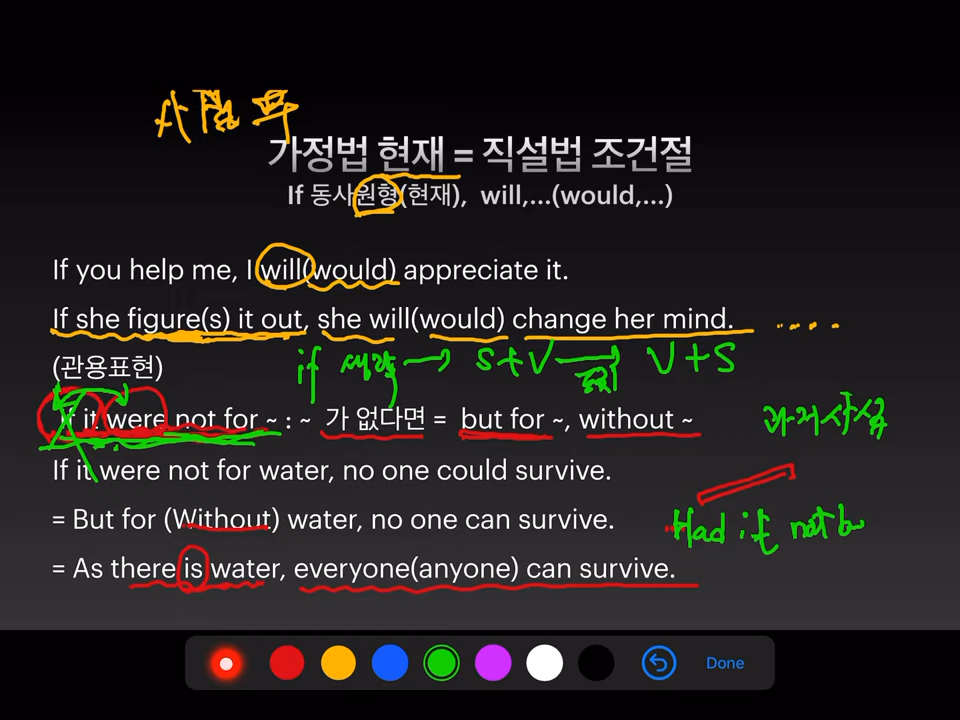 가정법 현재 = 직설법 조건절
If 동사원형(현재), will,...(would,...)
If you help me, I will(would) appreciate it.
If she figure(s) it out, she will(would) change her mind.
(관용표현)
if 생략 → S+V → 도치 V+S
If it were not for ~ : ~ 가 없다면 = but for ~, without ~
과거사실
If it were not for water, no one could survive.
= But for (Without) water, no one can survive.
Had it not b
= As there is water, everyone(anyone) can survive.
Done